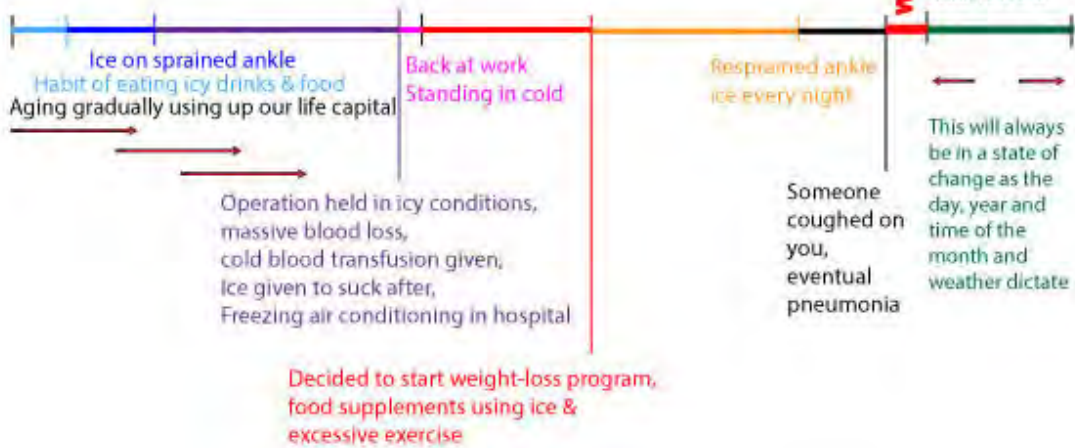 Ice on sprained ankle
Habit of eating icy drinks & food
Aging gradually using up our life capital
Back at work
Standing in cold
Resprained ankle
ice every night
Operation held in icy conditions,
massive blood loss,
cold blood transfusion given,
Ice given to suck after,
Freezing air conditioning in hospital
Decided to start weight-loss program,
food supplements using ice &
excessive exercise
Someone
coughed on
you,
eventual
pneumonia
This will always
be in a state of
change as the
day, year and
time of the
month and
weather dictate